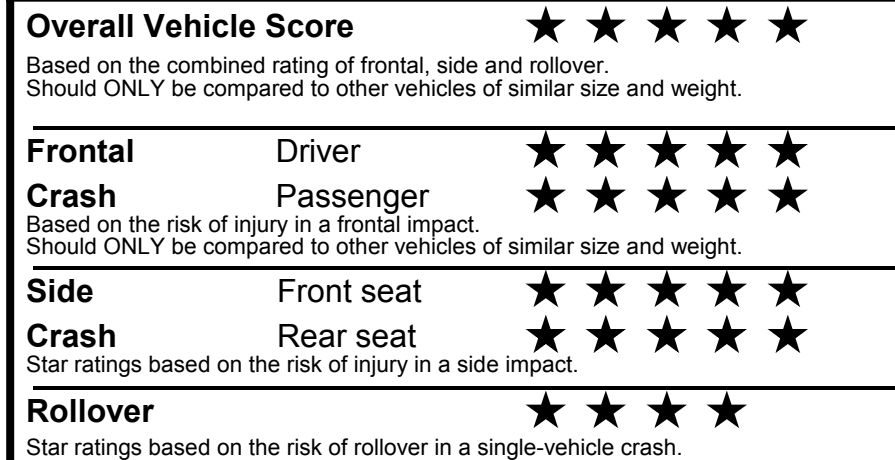 Overall Vehicle Score ★ ★ ★ ★ ★
Based on the combined rating of frontal, side and rollover.
Should ONLY be compared to other vehicles of similar size and weight.
Frontal Driver ★ ★ ★ ★ ★
Crash Passenger ★ ★ ★ ★ ★
Based on the risk of injury in a frontal impact.
Should ONLY be compared to other vehicles of similar size and weight.
Side Front seat ★ ★ ★ ★ ★
Crash Rear seat ★ ★ ★ ★ ★
Star ratings based on the risk of injury in a side impact.
Rollover ★ ★ ★ ★
Star ratings based on the risk of rollover in a single-vehicle crash.